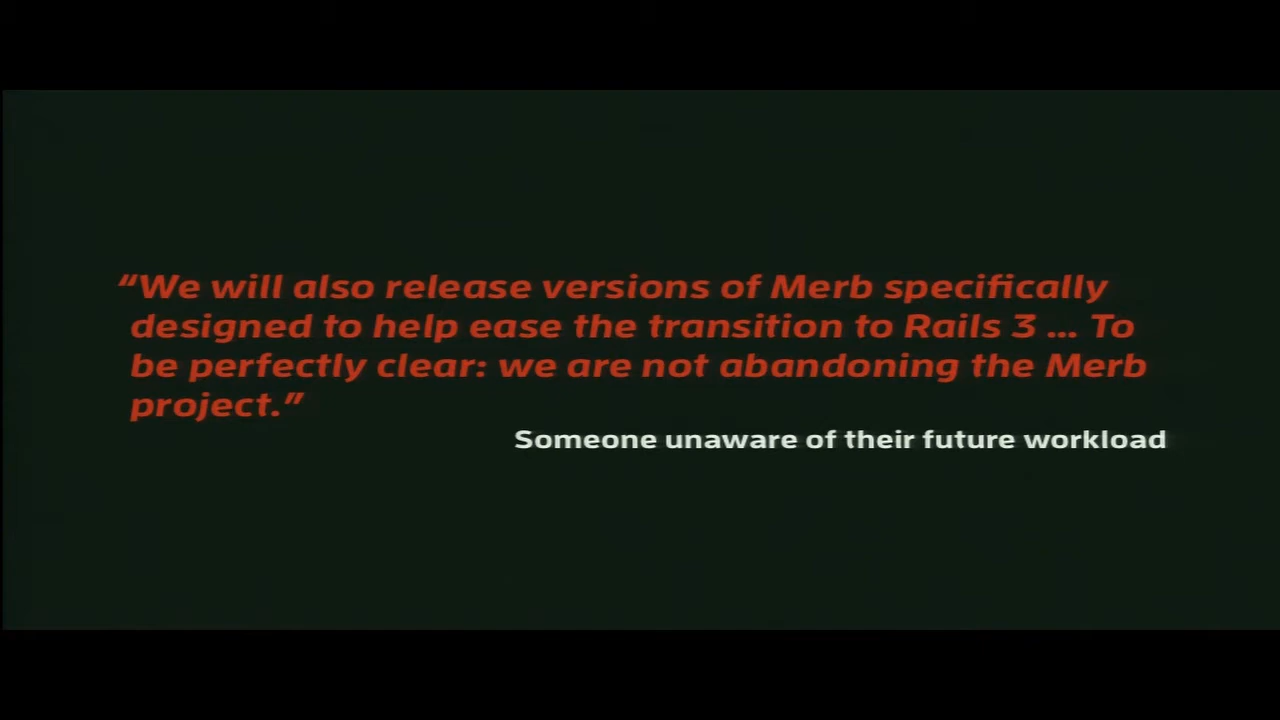 “We will also release versions of Merb specifically
designed to help ease the transition to Rails 3 ... To
be perfectly clear: we are not abandoning the Merb
project.”
Someone unaware of their future workload